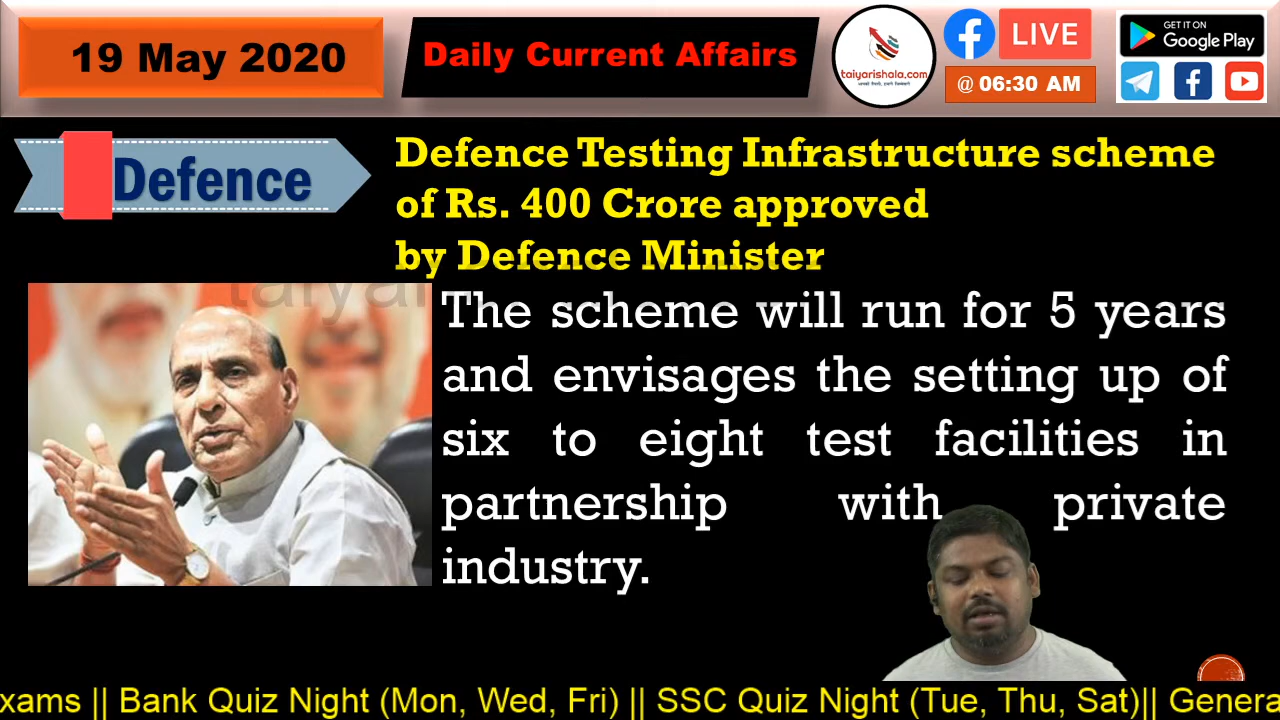 19 May 2020
Daily Current Affairs
taiyarishala.com
LIVE
@ 06:30 AM
GET IT ON
Google Play
Defence
Defence Testing Infrastructure scheme
of Rs. 400 Crore approved
by Defence Minister
taiyari
The scheme will run for 5 years
and envisages the setting up of
six to eight test facilities in
partnership with private
industry.
xams || Bank Quiz Night (Mon, Wed, Fri) || SSC Quiz Night (Tue, Thu, Sat)|| Genera